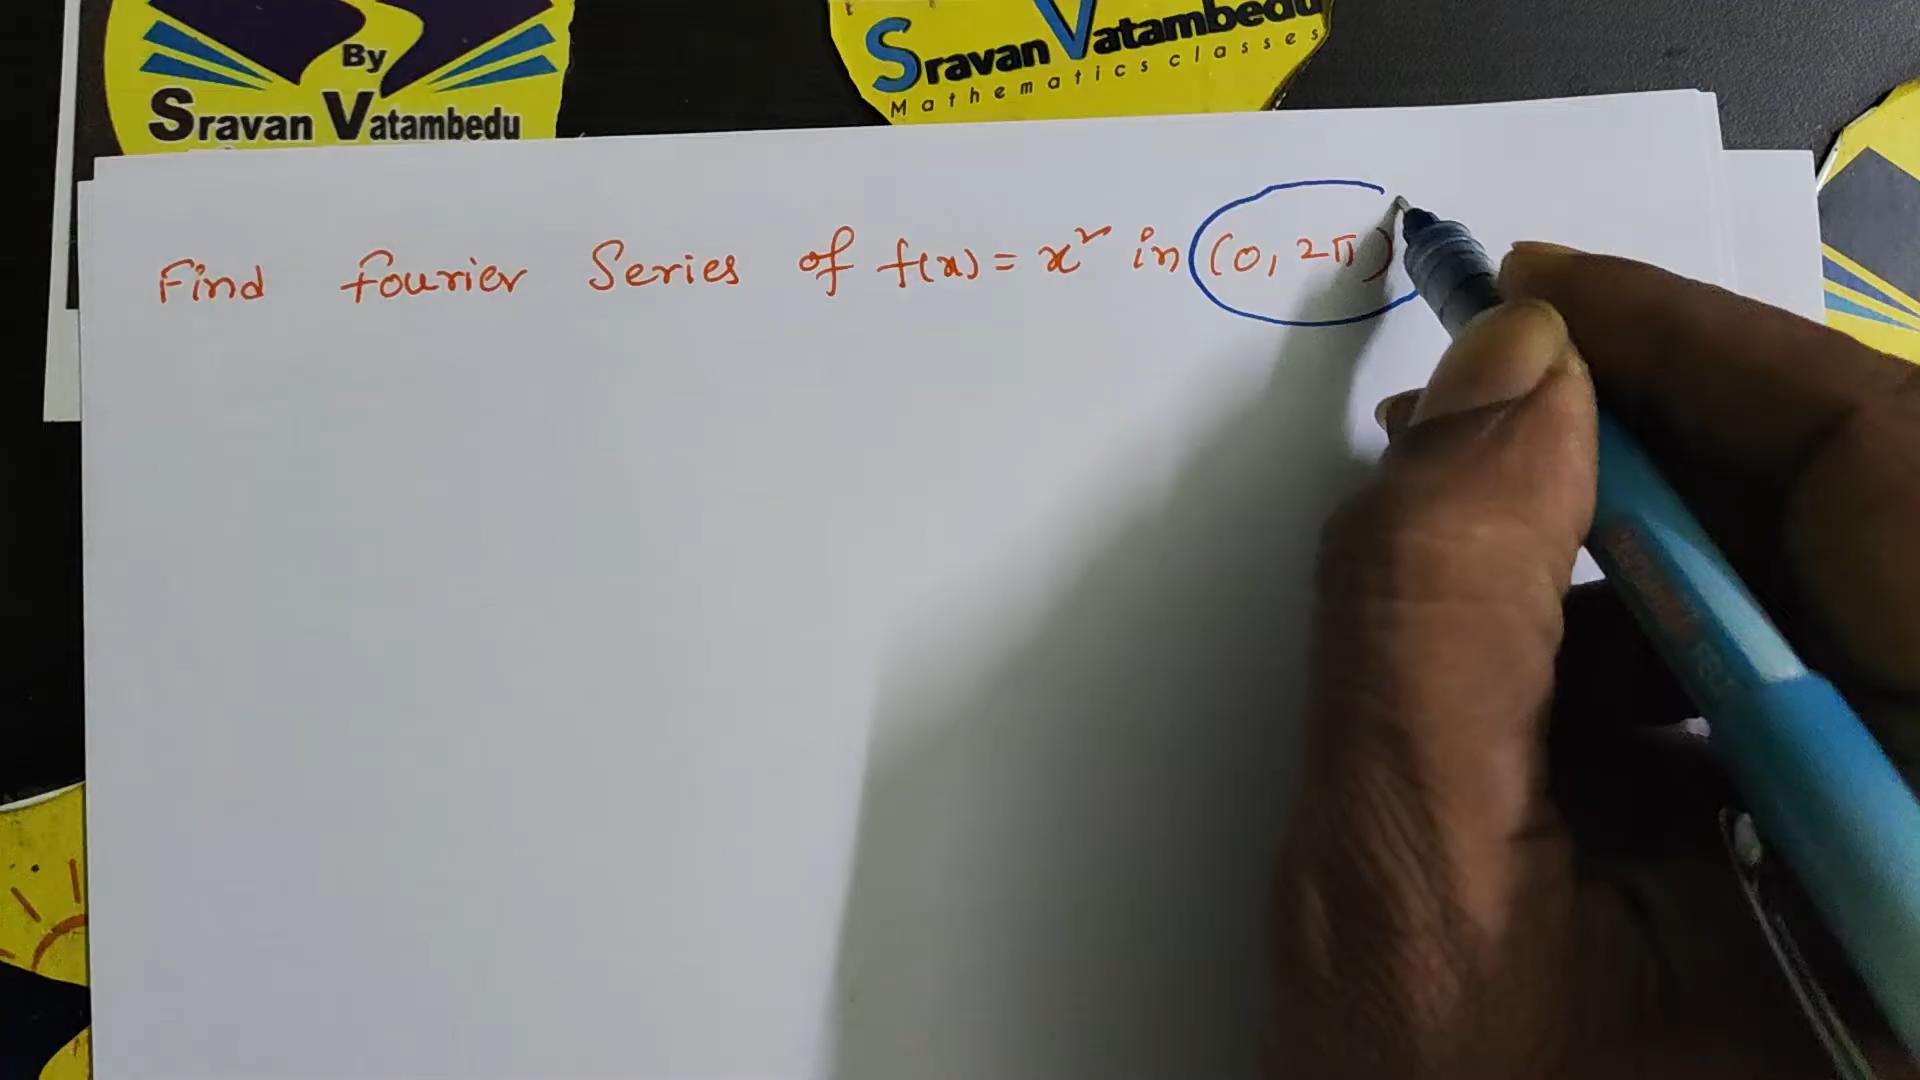 By
Sravan Vatambedu
Sravan Vatambedu
Mathematics classes
Find fourier Series of f(x) = x² in (0, 2π)